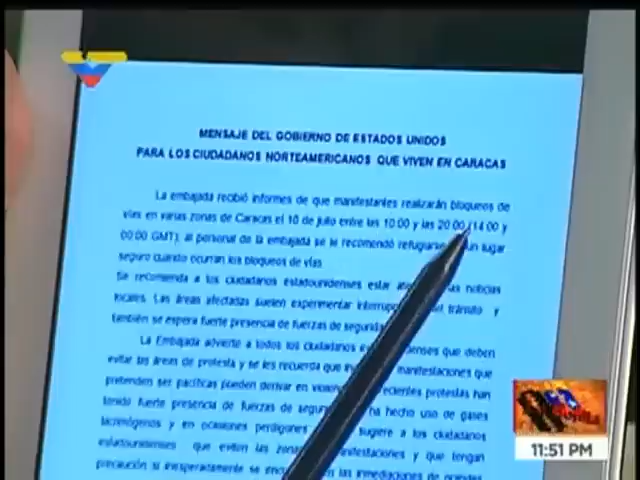 MENSAJE DEL GOBIERNO DE ESTADOS UNIDOS
PARA LOS CIUDADANOS NORTEAMERICANOS QUE VIVEN EN CARACAS
La embajada recibió informes de que manifestantes realizarán bloqueos de
vías en varias zonas de Caracas el 10 de julio entre las 10:00 y las 20:00 (14:00 y
00:00 GMT); al personal de la embajada se le recomendó lugar
seguro cuando ocurran los bloqueos de vías.
Se recomienda a los ciudadanos estadounidenses estar noticias
locales. Las áreas afectadas suelen experimentar tránsito y
también se espera fuerte presencia de fuerzas de
La Embajada advierte a todos los ciudadanos que deben
evitar las áreas de protesta y se les recuerda que manifestaciones que
pretenden ser pacíficas pueden derivar en protestas han
tenido fuerte presencia de fuerzas de ha hecho uso de gases
lacrimógenos y en ocasiones perdigones sugiere a los ciudadanos
estadounidenses que eviten las y que tengan
precaución si inesperadamente se las inmediaciones de grandes
11:51 PM